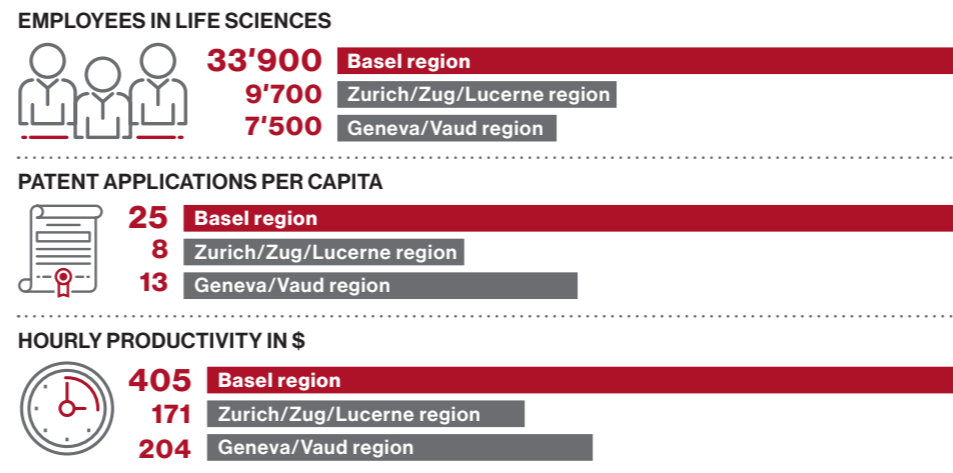 EMPLOYEES IN LIFE SCIENCES
33’900 Basel region
9’700 Zurich/Zug/Lucerne region
7’500 Geneva/Vaud region
PATENT APPLICATIONS PER CAPITA
25 Basel region
8 Zurich/Zug/Lucerne region
13 Geneva/Vaud region
HOURLY PRODUCTIVITY IN $
405 Basel region
171 Zurich/Zug/Lucerne region
204 Geneva/Vaud region